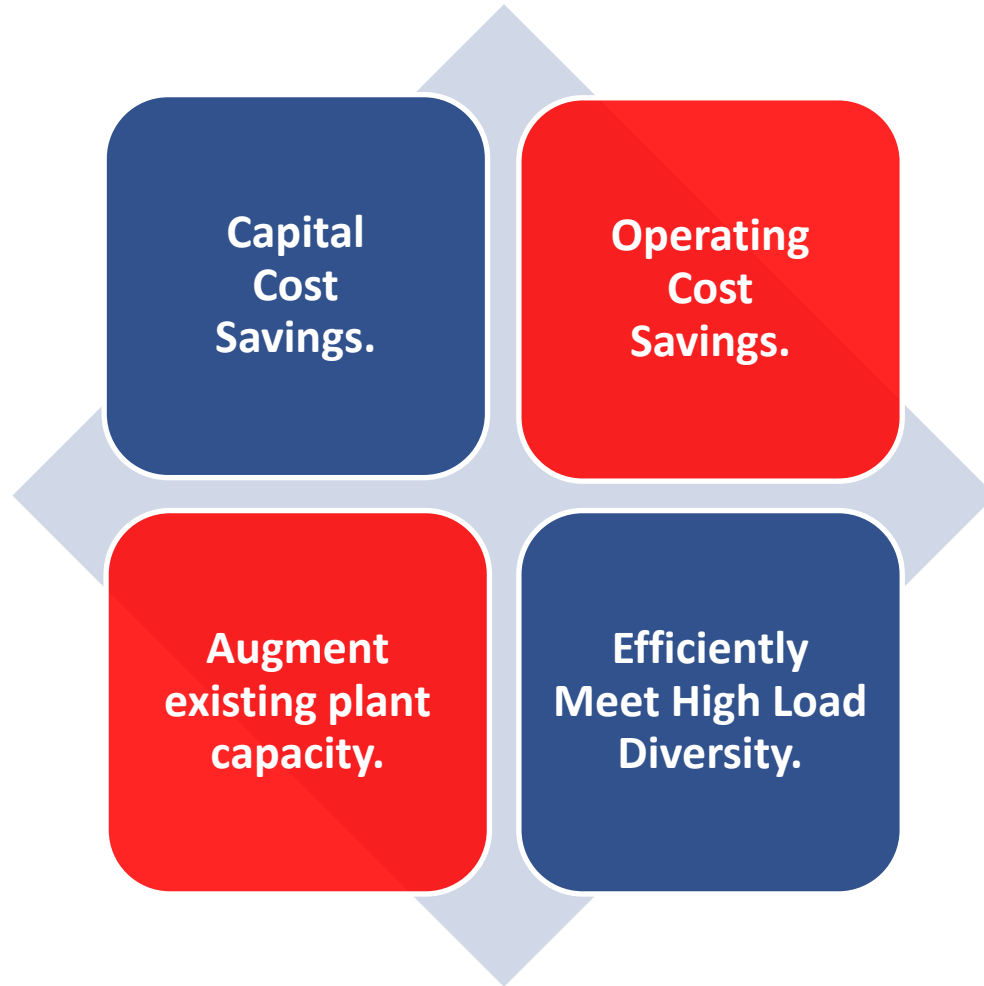 Capital
Cost
Savings.
Operating
Cost
Savings.
Augment
existing plant
capacity.
Efficiently
Meet High Load
Diversity.